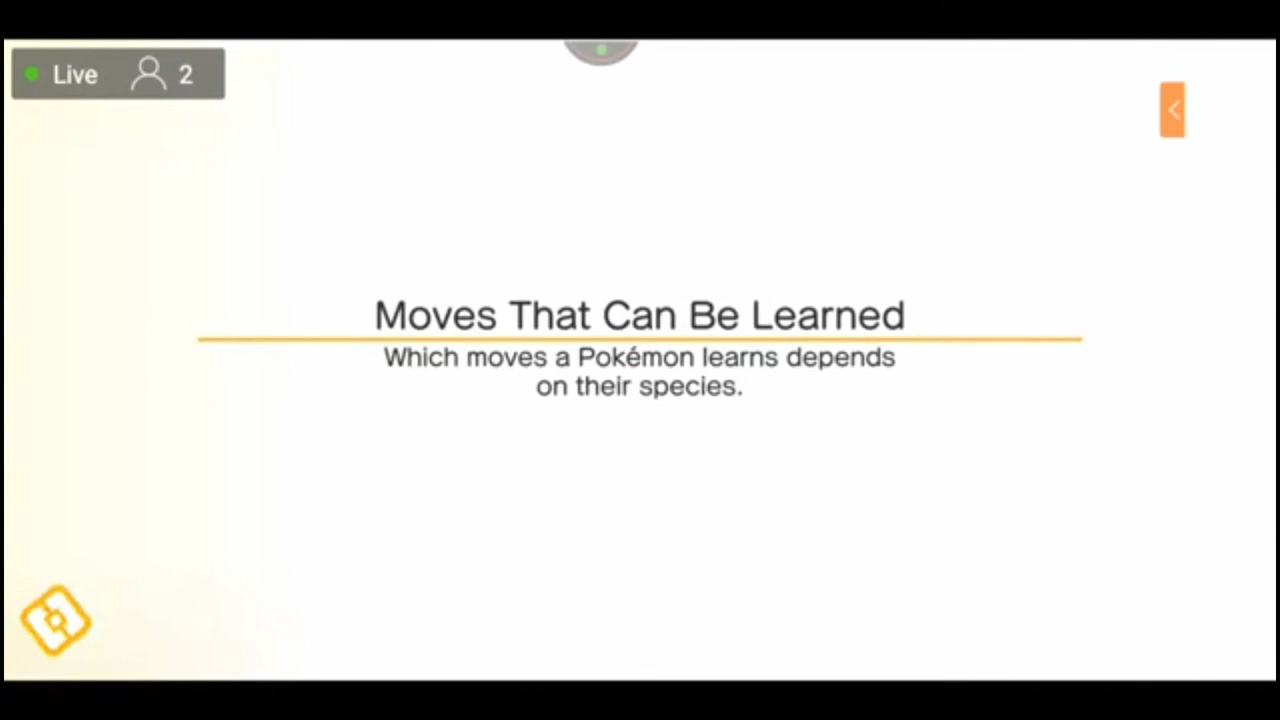 Live 2
Moves That Can Be Learned
Which moves a Pokémon learns depends
on their species.